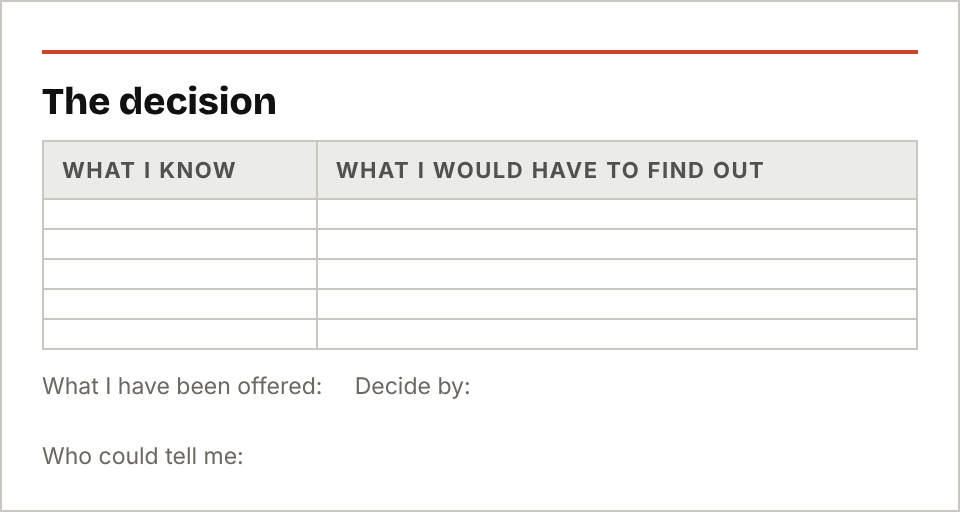 The decision
WHAT I KNOW WHAT I WOULD HAVE TO FIND OUT
What I have been offered: Decide by:
Who could tell me: